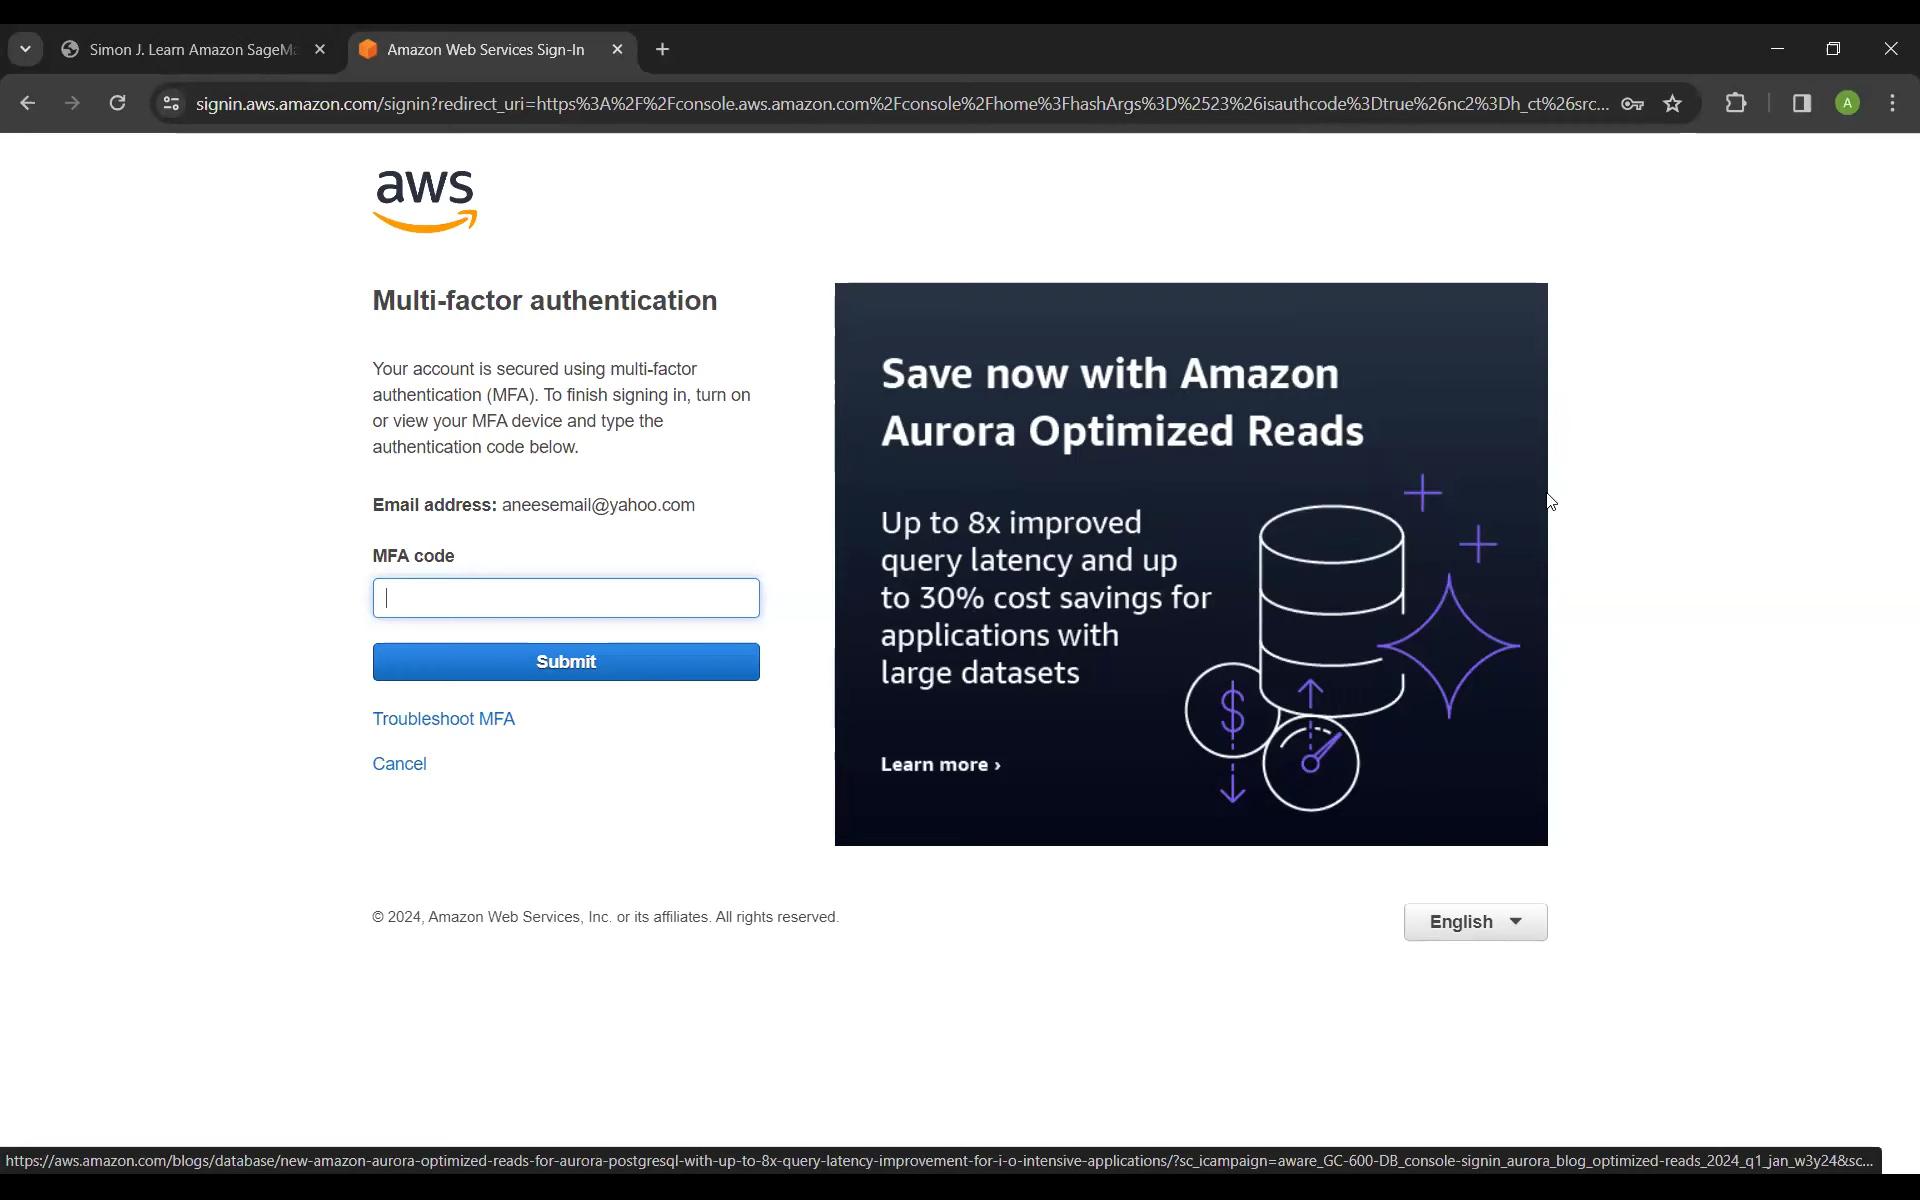 Simon J. Learn Amazon SageMa
Amazon Web Services Sign-In
signin.aws.amazon.com/signin?redirect_uri=https%3A%2F%2Fconsole.aws.amazon.com%2Fconsole%2Fhome%3FhashArgs%3D%2523%26isauthcode%3Dtrue%26nc2%3Dh_ct%26src...
A
aws
Multi-factor authentication
Your account is secured using multi-factor
authentication (MFA). To finish signing in, turn on
or view your MFA device and type the
authentication code below.
Email address: aneesemail@yahoo.com
MFA code
Submit
Troubleshoot MFA
Cancel
Save now with Amazon
Aurora Optimized Reads
Up to 8x improved
query latency and up
to 30% cost savings for
applications with
large datasets
$
Learn more ›
© 2024, Amazon Web Services, Inc. or its affiliates. All rights reserved.
English
https://aws.amazon.com/blogs/database/new-amazon-aurora-optimized-reads-for-aurora-postgresql-with-up-to-8x-query-latency-improvement-for-i-o-intensive-applications/?sc_icampaign=aware_GC-600-DB_console-signin_aurora_blog_optimized-reads_2024_q1_jan_w3y24&sc...